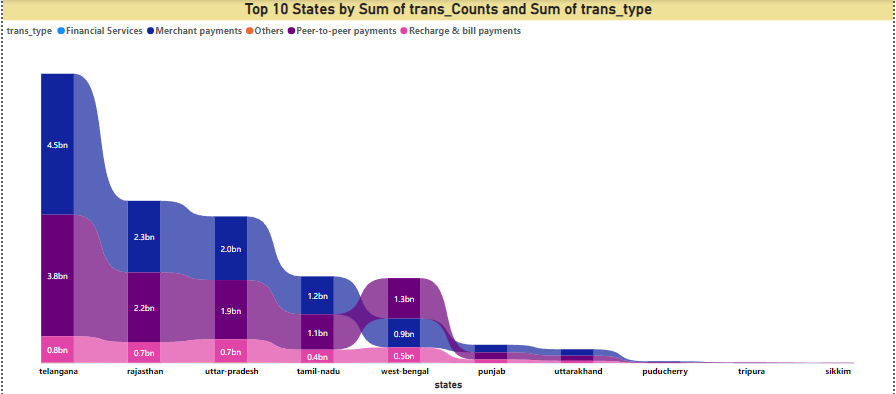 Top 10 States by Sum of trans_Counts and Sum of trans_type
trans_type Financial Services Merchant payments Others Peer-to-peer payments Recharge & bill payments
4.5bn
3.8bn
0.8bn
2.3bn
2.2bn
0.7bn
2.0bn
1.9bn
0.7bn
1.2bn
1.1bn
0.4bn
1.3bn
0.9bn
0.5bn
telangana rajasthan uttar-pradesh tamil-nadu west-bengal punjab uttarakhand puducherry tripura sikkim
states